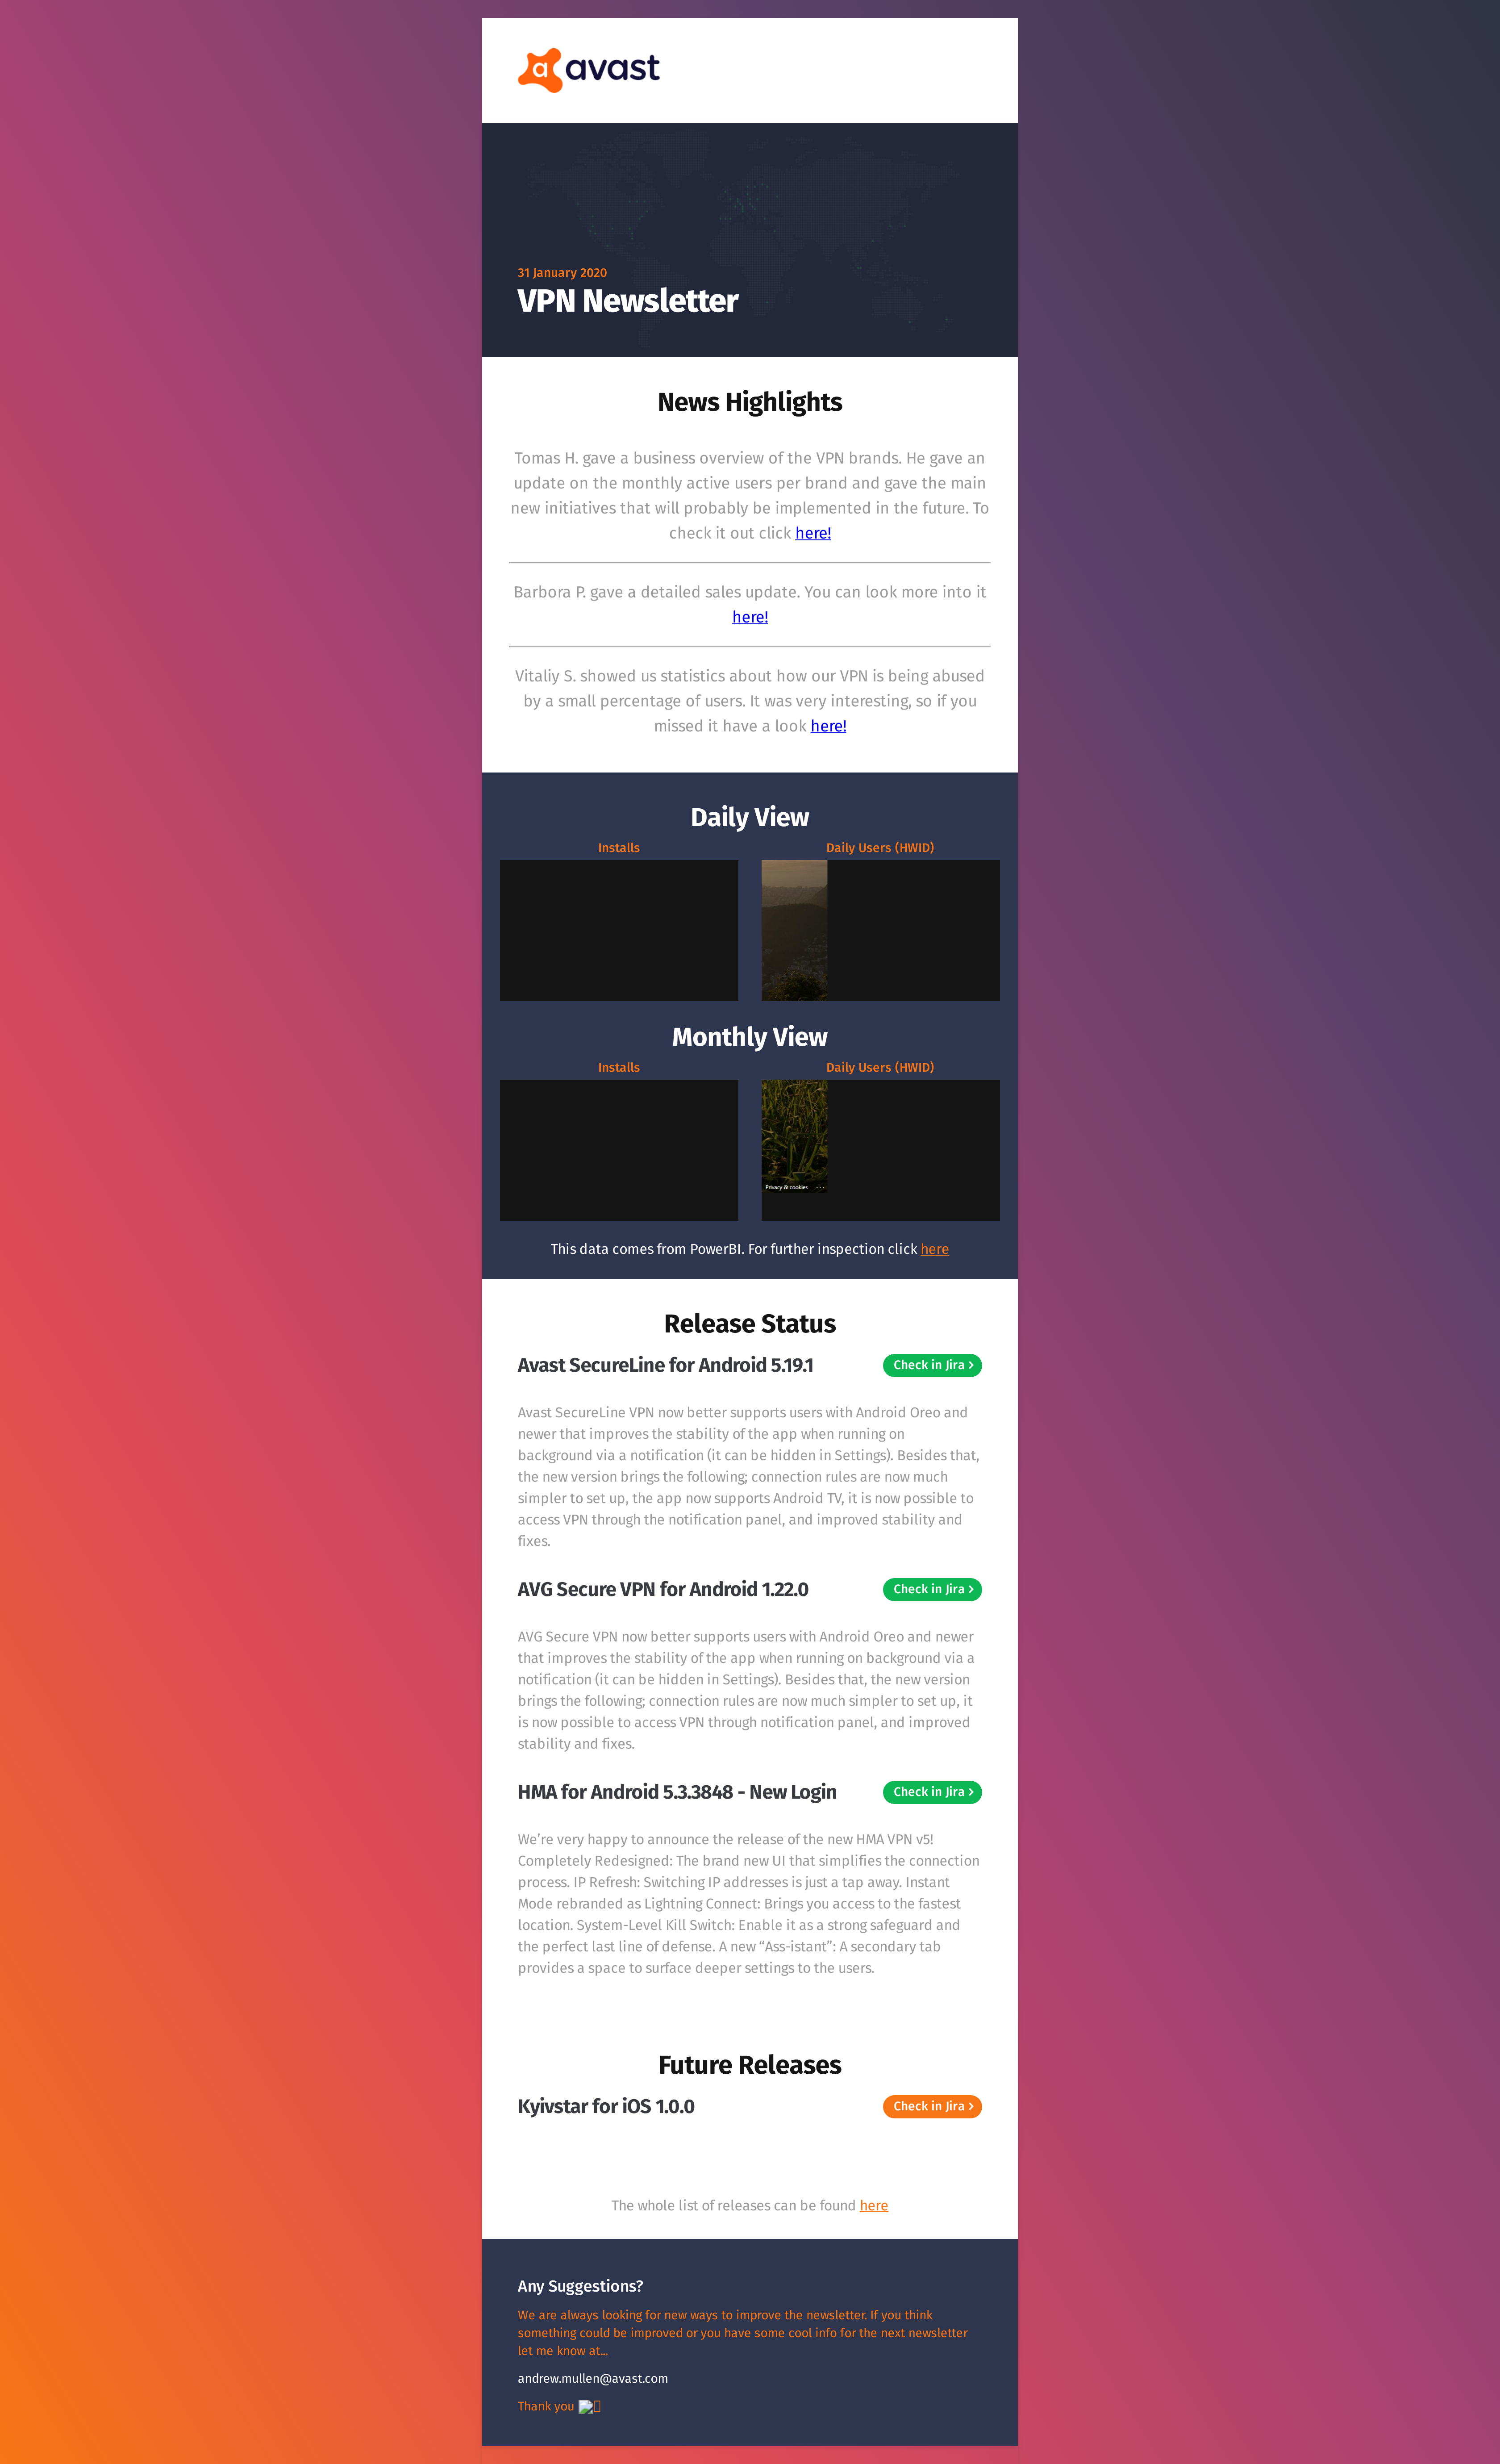 a avast
31 January 2020
VPN Newsletter
News Highlights
Tomas H. gave a business overview of the VPN brands. He gave an
update on the monthly active users per brand and gave the main
new initiatives that will probably be implemented in the future. To
check it out click here!
Barbora P. gave a detailed sales update. You can look more into it
here!
Vitaliy S. showed us statistics about how our VPN is being abused
by a small percentage of users. It was very interesting, so if you
missed it have a look here!
Daily View
Installs
Daily Users (HWID)
Monthly View
Installs
Daily Users (HWID)
Privacy & cookies ...
This data comes from PowerBI. For further inspection click here
Release Status
Avast SecureLine for Android 5.19.1
Check in Jira >
Avast SecureLine VPN now better supports users with Android Oreo and
newer that improves the stability of the app when running on
background via a notification (it can be hidden in Settings). Besides that,
the new version brings the following; connection rules are now much
simpler to set up, the app now supports Android TV, it is now possible to
access VPN through the notification panel, and improved stability and
fixes.
AVG Secure VPN for Android 1.22.0
Check in Jira >
AVG Secure VPN now better supports users with Android Oreo and newer
that improves the stability of the app when running on background via a
notification (it can be hidden in Settings). Besides that, the new version
brings the following; connection rules are now much simpler to set up, it
is now possible to access VPN through notification panel, and improved
stability and fixes.
HMA for Android 5.3.3848 - New Login
Check in Jira >
We’re very happy to announce the release of the new HMA VPN v5!
Completely Redesigned: The brand new UI that simplifies the connection
process. IP Refresh: Switching IP addresses is just a tap away. Instant
Mode rebranded as Lightning Connect: Brings you access to the fastest
location. System-Level Kill Switch: Enable it as a strong safeguard and
the perfect last line of defense. A new “Ass-istant”: A secondary tab
provides a space to surface deeper settings to the users.
Future Releases
Kyivstar for iOS 1.0.0
Check in Jira >
The whole list of releases can be found here
Any Suggestions?
We are always looking for new ways to improve the newsletter. If you think
something could be improved or you have some cool info for the next newsletter
let me know at...
andrew.mullen@avast.com
Thank you